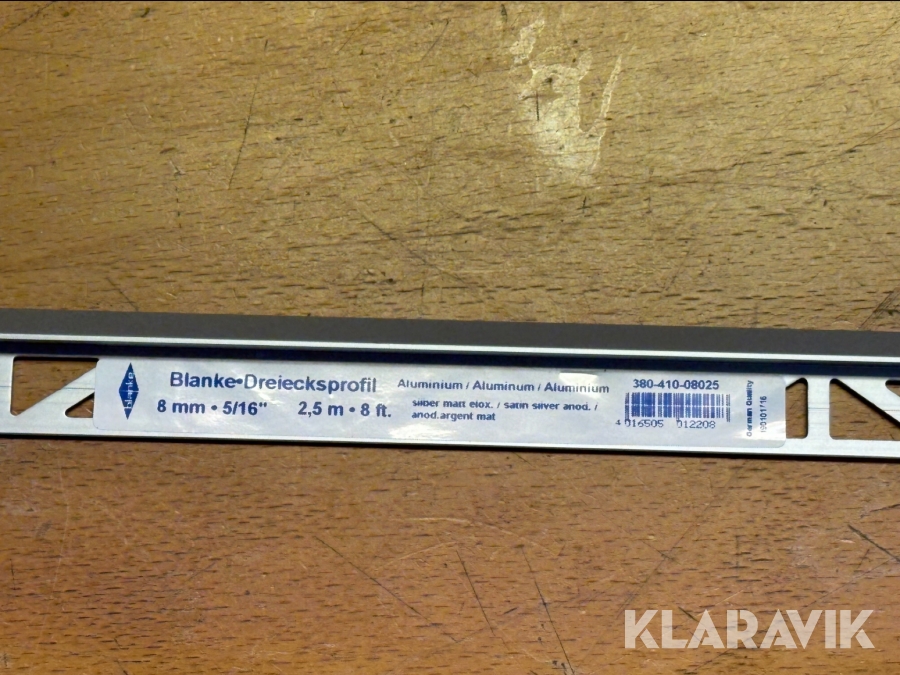 blanke
Blanke•Dreiecksprofil
8 mm • 5/16" 2,5 m • 8 ft.
Aluminium / Aluminum / Aluminium
silber matt elox. / satin silver anod. /
anod.argent mat
380-410-08025
4 016505 012208
German Quality
KLARAVIK